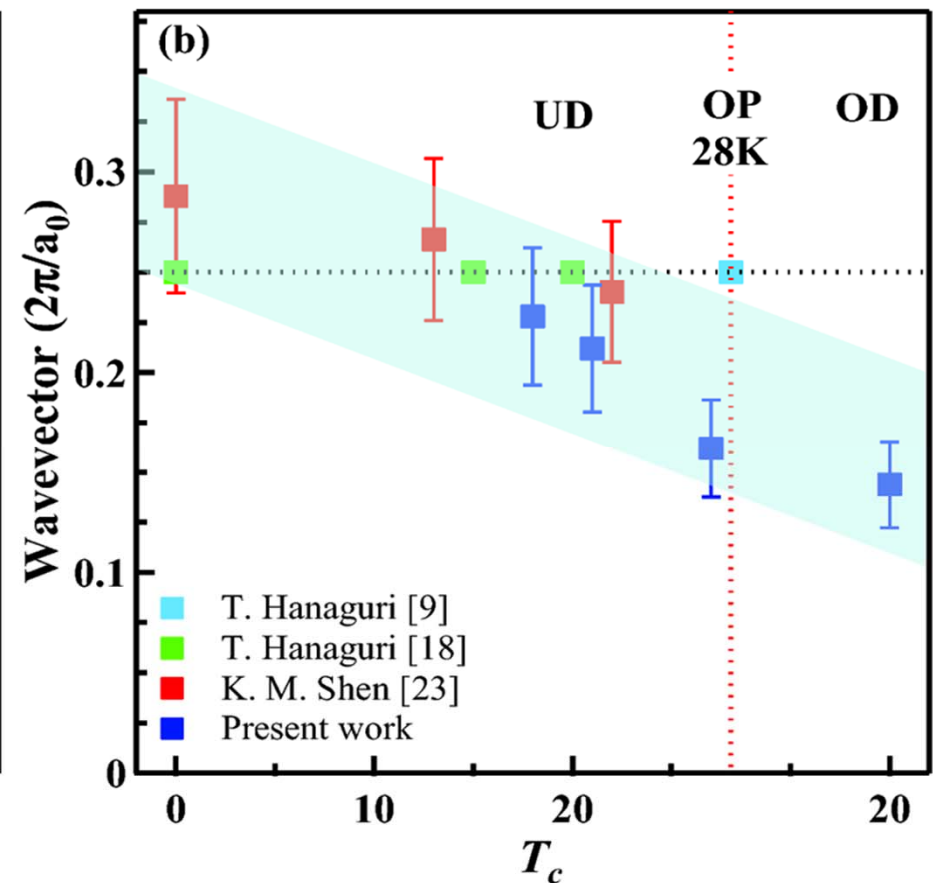 (b)
UD
OP
28K
OD
Wavevector (2π/a₀)
0.3
0.2
0.1
0
T. Hanaguri [9]
T. Hanaguri [18]
K. M. Shen [23]
Present work
0 10 20 20
T_c